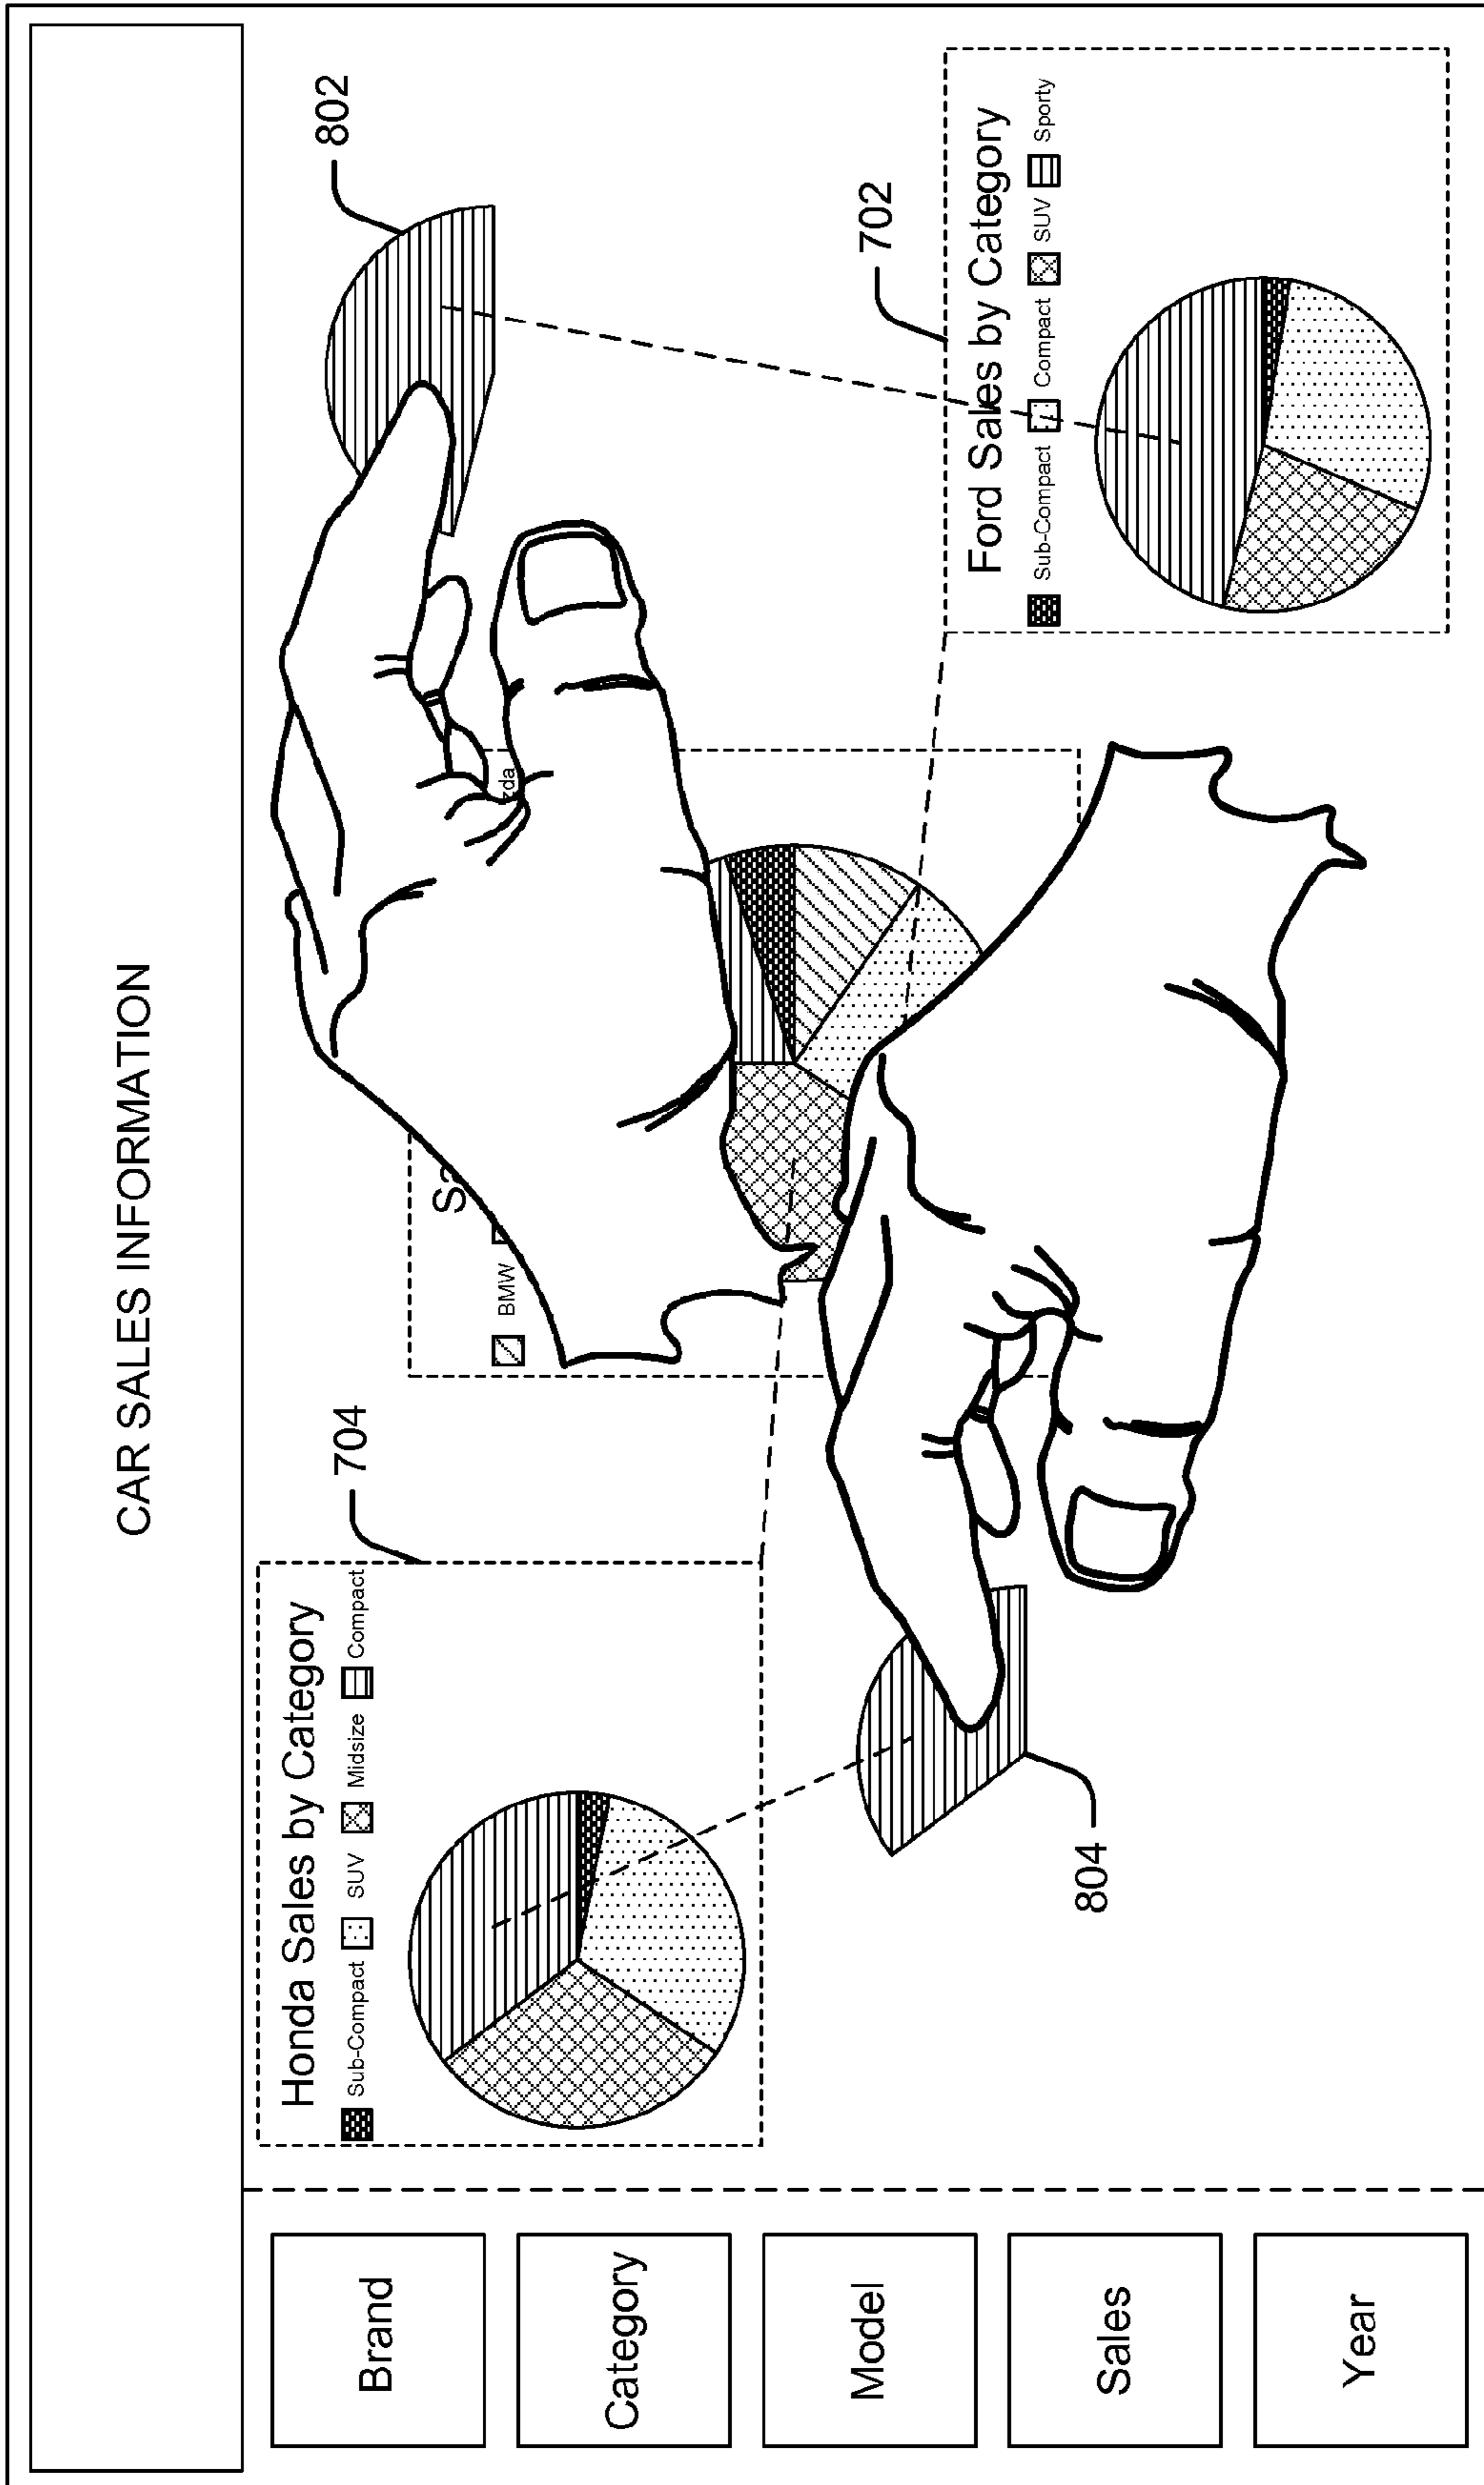 CAR SALES INFORMATION
Brand
Category
Model
Sales
Year
Honda Sales by Category
Sub-Compact SUV Midsize Compact
704
804
BMW
802
702
Ford Sales by Category
Sub-Compact Compact SUV Sporty